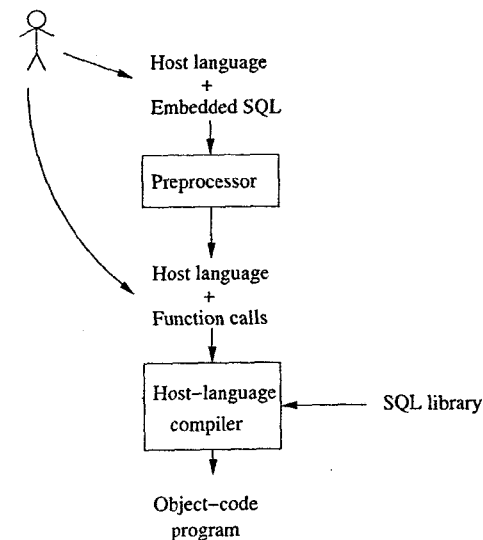 Host language
+
Embedded SQL
Preprocessor
Host language
+
Function calls
Host-language
compiler
SQL library
Object-code
program